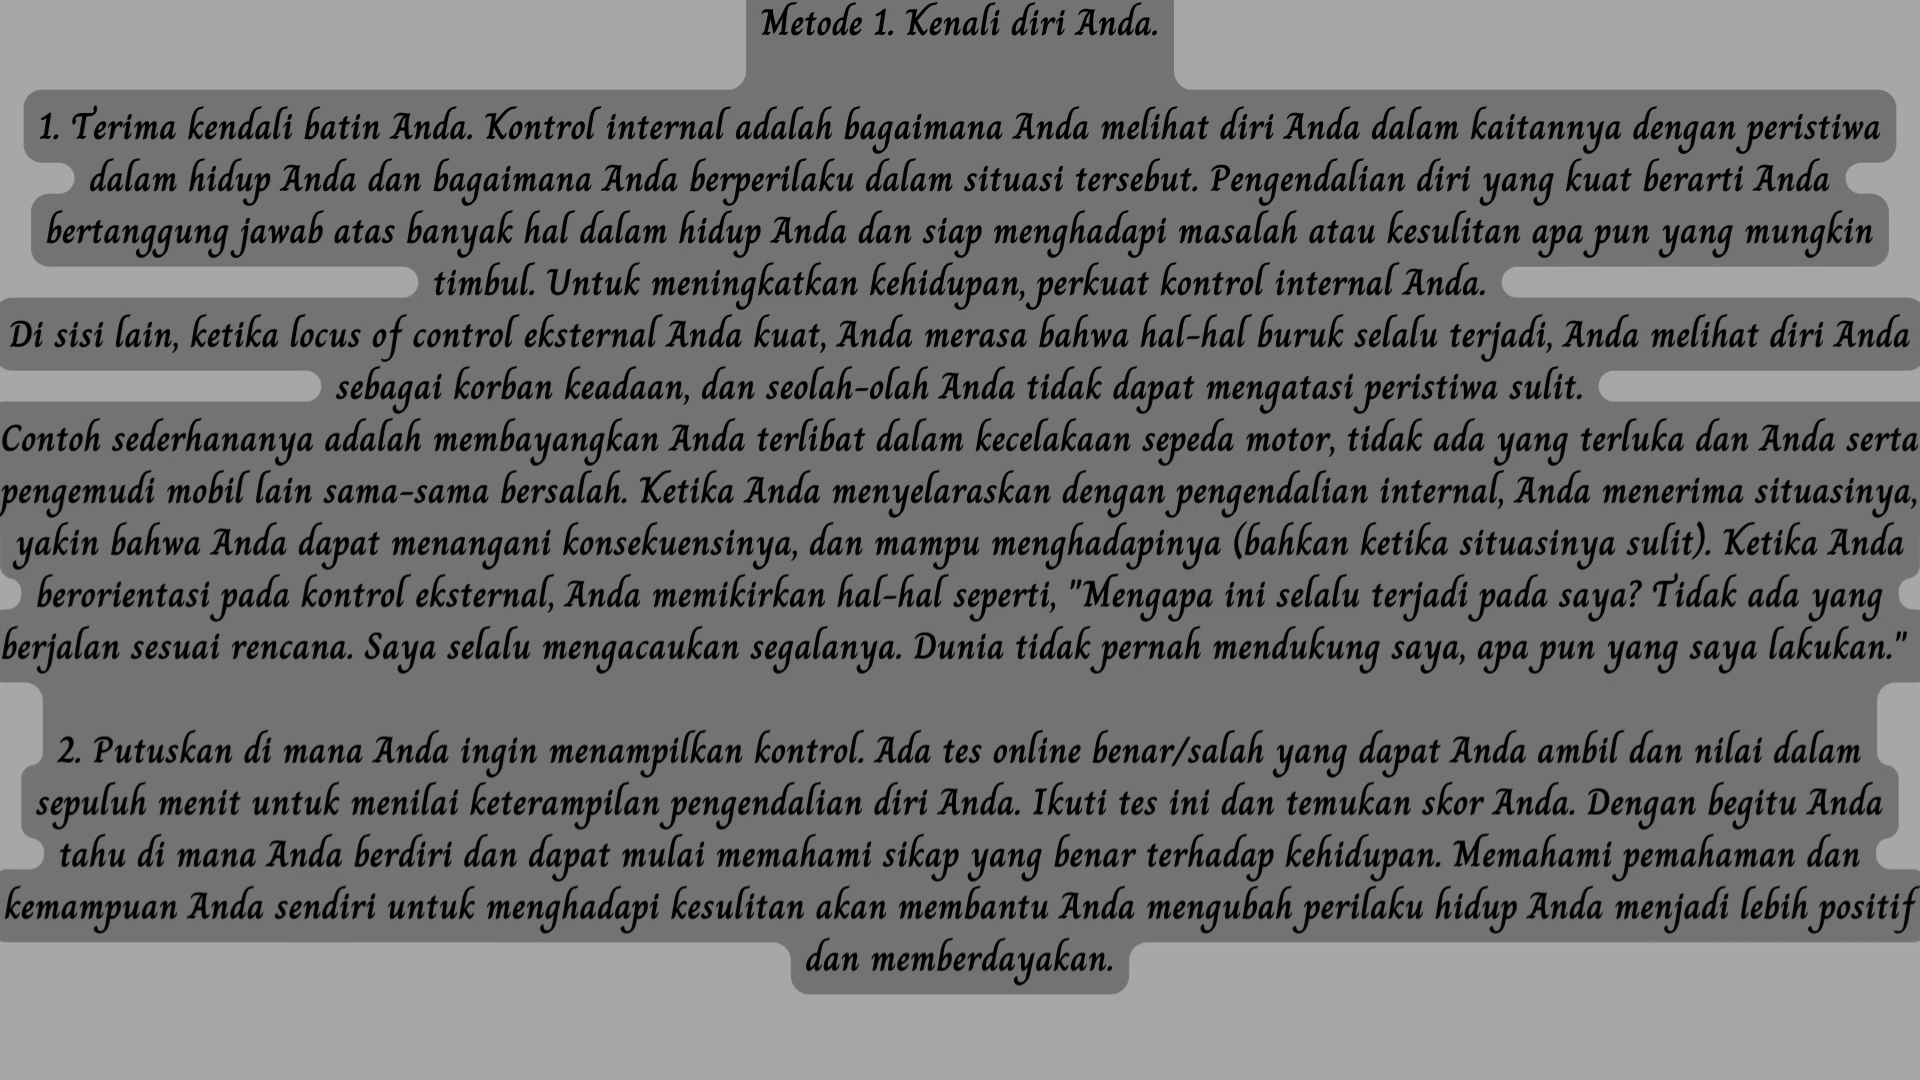 Metode 1. Kenali diri Anda.
1. Terima kendali batin Anda. Kontrol internal adalah bagaimana Anda melihat diri Anda dalam kaitannya dengan peristiwa
dalam hidup Anda dan bagaimana Anda berperilaku dalam situasi tersebut. Pengendalian diri yang kuat berarti Anda
bertanggung jawab atas banyak hal dalam hidup Anda dan siap menghadapi masalah atau kesulitan apa pun yang mungkin
timbul. Untuk meningkatkan kehidupan, perkuat kontrol internal Anda.
Di sisi lain, ketika locus of control eksternal Anda kuat, Anda merasa bahwa hal-hal buruk selalu terjadi, Anda melihat diri Anda
sebagai korban keadaan, dan seolah-olah Anda tidak dapat mengatasi peristiwa sulit.
Contoh sederhananya adalah membayangkan Anda terlibat dalam kecelakaan sepeda motor, tidak ada yang terluka dan Anda serta
pengemudi mobil lain sama-sama bersalah. Ketika Anda menyelaraskan dengan pengendalian internal, Anda menerima situasinya,
yakin bahwa Anda dapat menangani konsekuensinya, dan mampu menghadapinya (bahkan ketika situasinya sulit). Ketika Anda
berorientasi pada kontrol eksternal, Anda memikirkan hal-hal seperti, "Mengapa ini selalu terjadi pada saya? Tidak ada yang
berjalan sesuai rencana. Saya selalu mengacaukan segalanya. Dunia tidak pernah mendukung saya, apa pun yang saya lakukan."
2. Putuskan di mana Anda ingin menampilkan kontrol. Ada tes online benar/salah yang dapat Anda ambil dan nilai dalam
sepuluh menit untuk menilai keterampilan pengendalian diri Anda. Ikuti tes ini dan temukan skor Anda. Dengan begitu Anda
tahu di mana Anda berdiri dan dapat mulai memahami sikap yang benar terhadap kehidupan. Memahami pemahaman dan
kemampuan Anda sendiri untuk menghadapi kesulitan akan membantu Anda mengubah perilaku hidup Anda menjadi lebih positif
dan memberdayakan.